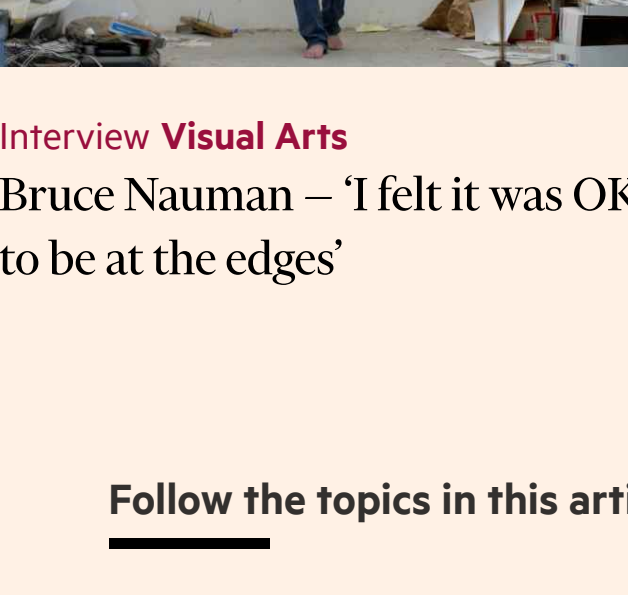 Interview Visual Arts
Bruce Nauman – ‘I felt it was OK
to be at the edges’
Follow the topics in this arti